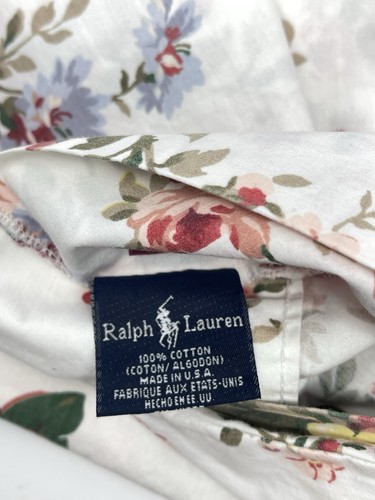 Ralph Lauren
100% COTTON
(COTON/ALGODON)
MADE IN U.S.A.
FABRIQUE AUX ETATS-UNIS
HECHO EN EE.UU.